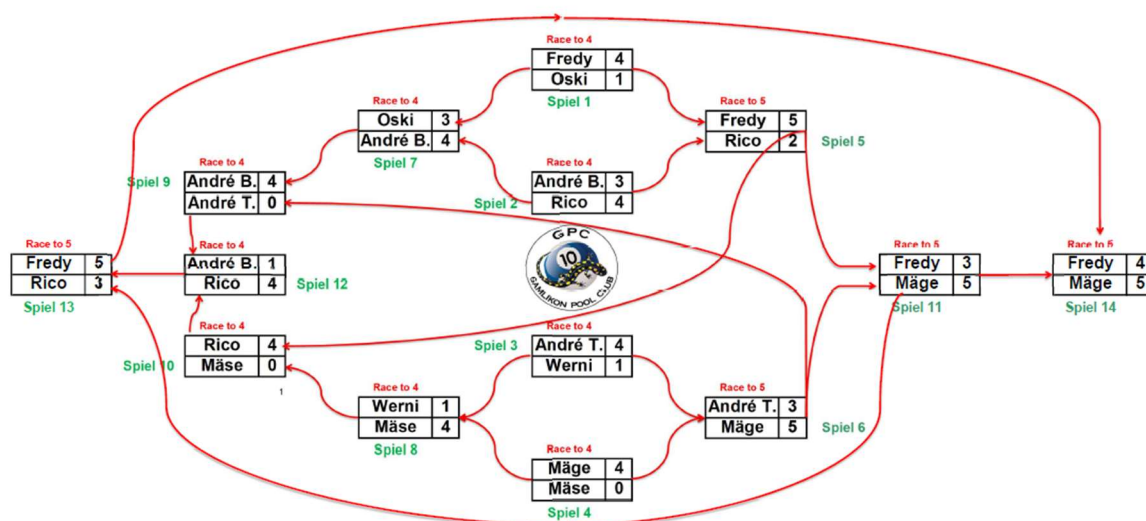 Race to 4
Fredy 4
Oski 1
Spiel 1
Race to 4
Oski 3
André B. 4
Spiel 7
Race to 5
Fredy 5
Rico 2
Spiel 5
Race to 4
André B. 4
André T. 0
Spiel 9
Race to 4
André B. 3
Rico 4
Spiel 2
GPC
10
SAMLIKON POOL CLUB
Race to 5
Fredy 5
Rico 3
Spiel 13
Race to 4
André B. 1
Rico 4
Spiel 12
Race to 5
Fredy 3
Mäge 5
Spiel 11
Race to 5
Fredy 4
Mäge 5
Spiel 14
Race to 4
Rico 4
Mäse 0
Spiel 10
1
Race to 4
André T. 4
Werni 1
Spiel 3
Race to 4
Werni 1
Mäse 4
Spiel 8
Race to 5
André T. 3
Mäge 5
Spiel 6
Race to 4
Mäge 4
Mäse 0
Spiel 4